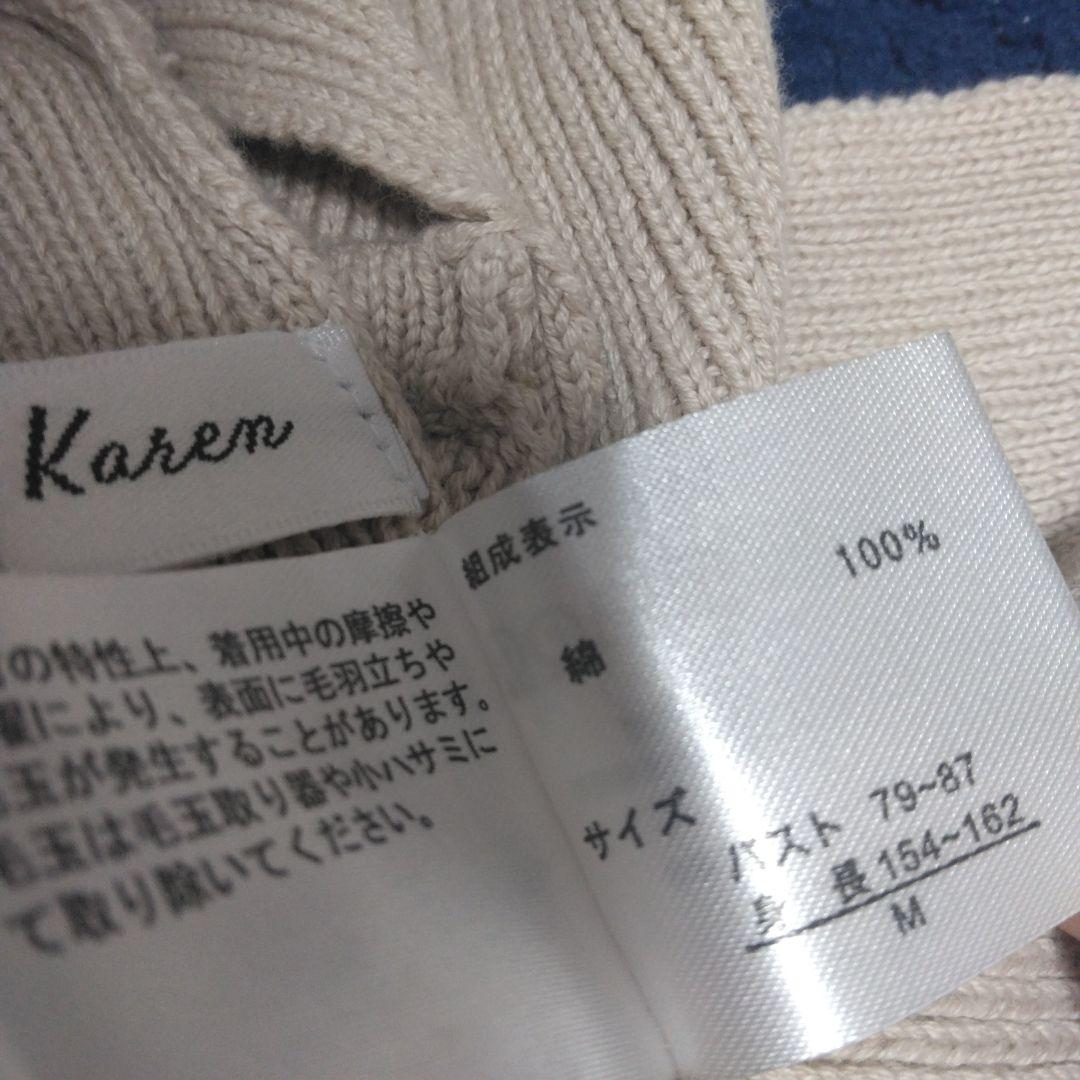 Karen
の特性上、着用中の摩擦や
により、表面に毛羽立ちや
玉が発生することがあります。
毛玉は毛玉取り器や小ハサミに
て取り除いてください。
組成表示
綿 100%
サイズ
バスト 79~87
身 長 154~162
M